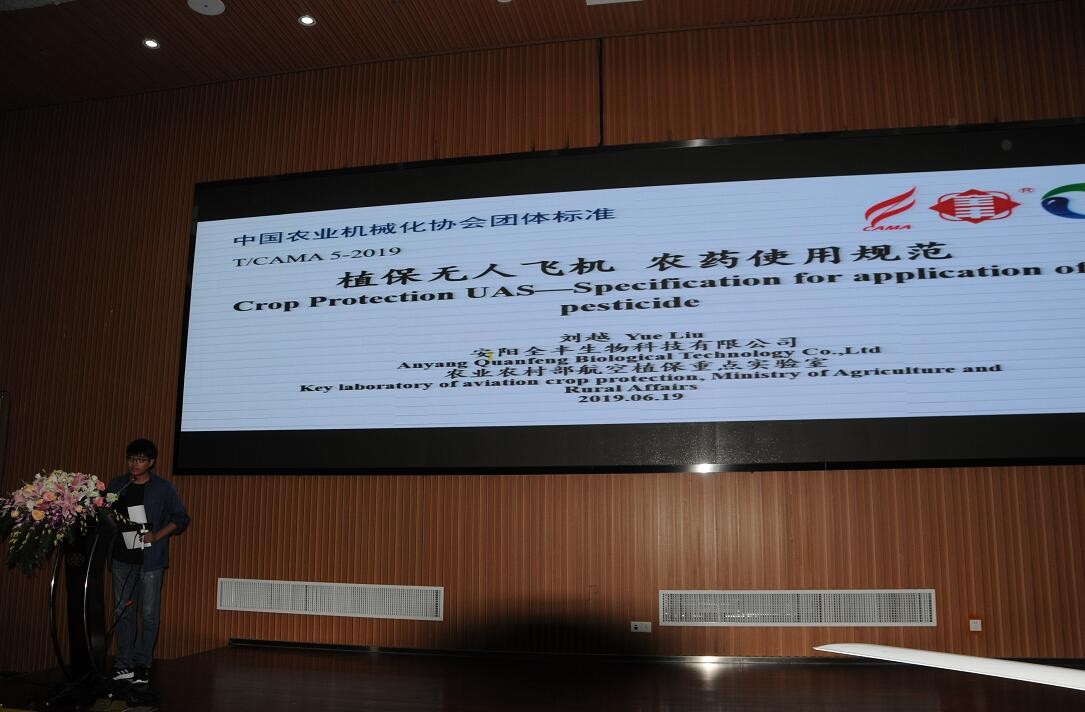 中国农业机械化协会团体标准
T/CAMA 5-2019
CAMA
®
植保无人飞机 农药使用规范
Crop Protection UAS—Specification for application of
pesticide
刘越 Yue Liu
安阳全丰生物科技有限公司
Anyang Quanfeng Biological Technology Co.,Ltd
农业农村部航空植保重点实验室
Key laboratory of aviation crop protection, Ministry of Agriculture and
Rural Affairs
2019.06.19